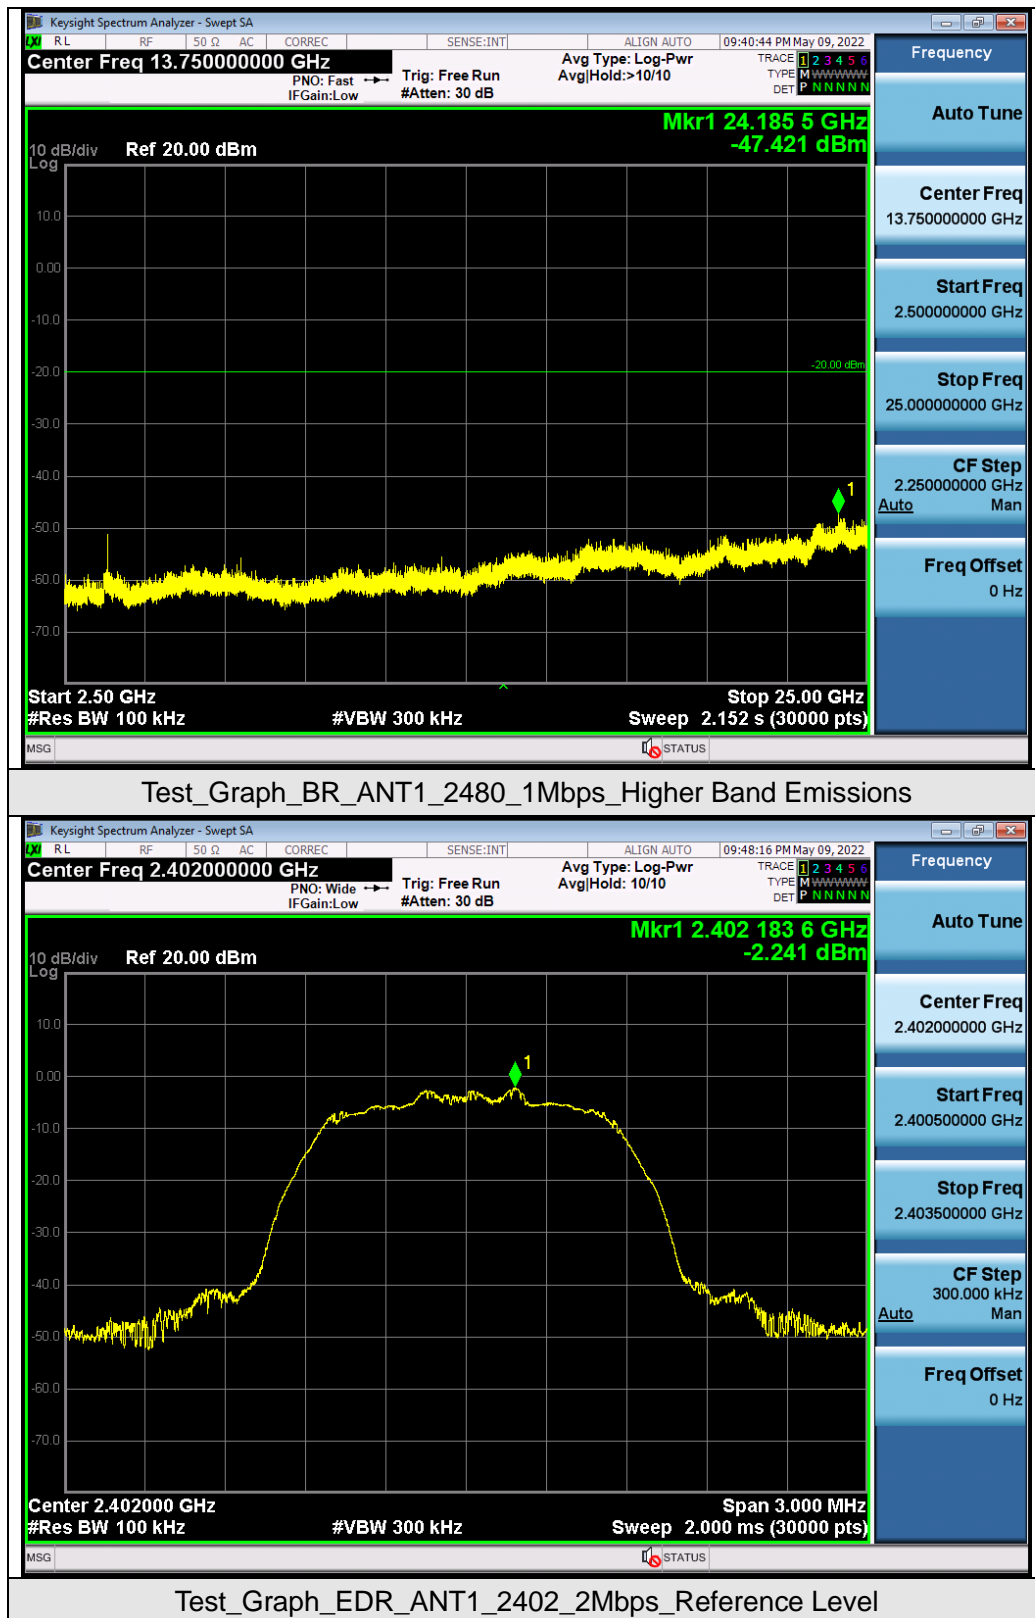 Keysight Spectrum Analyzer - Swept SA
LXI RL RF 50 Ω AC CORREC SENSE:INT ALIGN AUTO 09:40:44 PM May 09, 2022
Center Freq 13.750000000 GHz
PNO: Fast
IFGain:Low
Trig: Free Run
#Atten: 30 dB
Avg Type: Log-Pwr
Avg|Hold:>10/10
TRACE 1 2 3 4 5 6
TYPE M WWWWW
DET P N N N N N
Mkr1 24.185 5 GHz
-47.421 dBm
10 dB/div Ref 20.00 dBm
Log
10.0
0.00
-10.0
-20.00 dBm
-20.0
-30.0
-40.0
1
-50.0
-60.0
-70.0
Start 2.50 GHz Stop 25.00 GHz
#Res BW 100 kHz #VBW 300 kHz Sweep 2.152 s (30000 pts)
MSG STATUS
Frequency
Auto Tune
Center Freq
13.750000000 GHz
Start Freq
2.500000000 GHz
Stop Freq
25.000000000 GHz
CF Step
2.250000000 GHz
Auto Man
Freq Offset
0 Hz
Test_Graph_BR_ANT1_2480_1Mbps_Higher Band Emissions
Keysight Spectrum Analyzer - Swept SA
LXI RL RF 50 Ω AC CORREC SENSE:INT ALIGN AUTO 09:48:16 PM May 09, 2022
Center Freq 2.402000000 GHz
PNO: Wide
IFGain:Low
Trig: Free Run
#Atten: 30 dB
Avg Type: Log-Pwr
Avg|Hold: 10/10
TRACE 1 2 3 4 5 6
TYPE M WWWWW
DET P N N N N N
Mkr1 2.402 183 6 GHz
-2.241 dBm
10 dB/div Ref 20.00 dBm
Log
10.0
1
0.00
-10.0
-20.0
-30.0
-40.0
-50.0
-60.0
-70.0
Center 2.402000 GHz Span 3.000 MHz
#Res BW 100 kHz #VBW 300 kHz Sweep 2.000 ms (30000 pts)
MSG STATUS
Frequency
Auto Tune
Center Freq
2.402000000 GHz
Start Freq
2.400500000 GHz
Stop Freq
2.403500000 GHz
CF Step
300.000 kHz
Auto Man
Freq Offset
0 Hz
Test_Graph_EDR_ANT1_2402_2Mbps_Reference Level